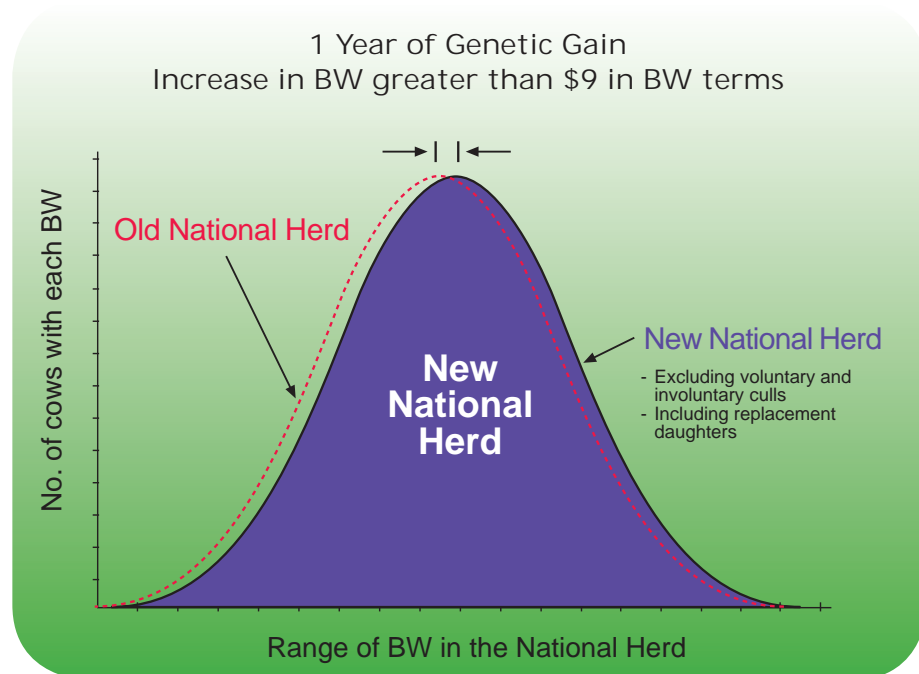 1 Year of Genetic Gain
Increase in BW greater than $9 in BW terms
No. of cows with each BW
Old National Herd
New
National
Herd
New National Herd
- Excluding voluntary and
involuntary culls
- Including replacement
daughters
Range of BW in the National Herd